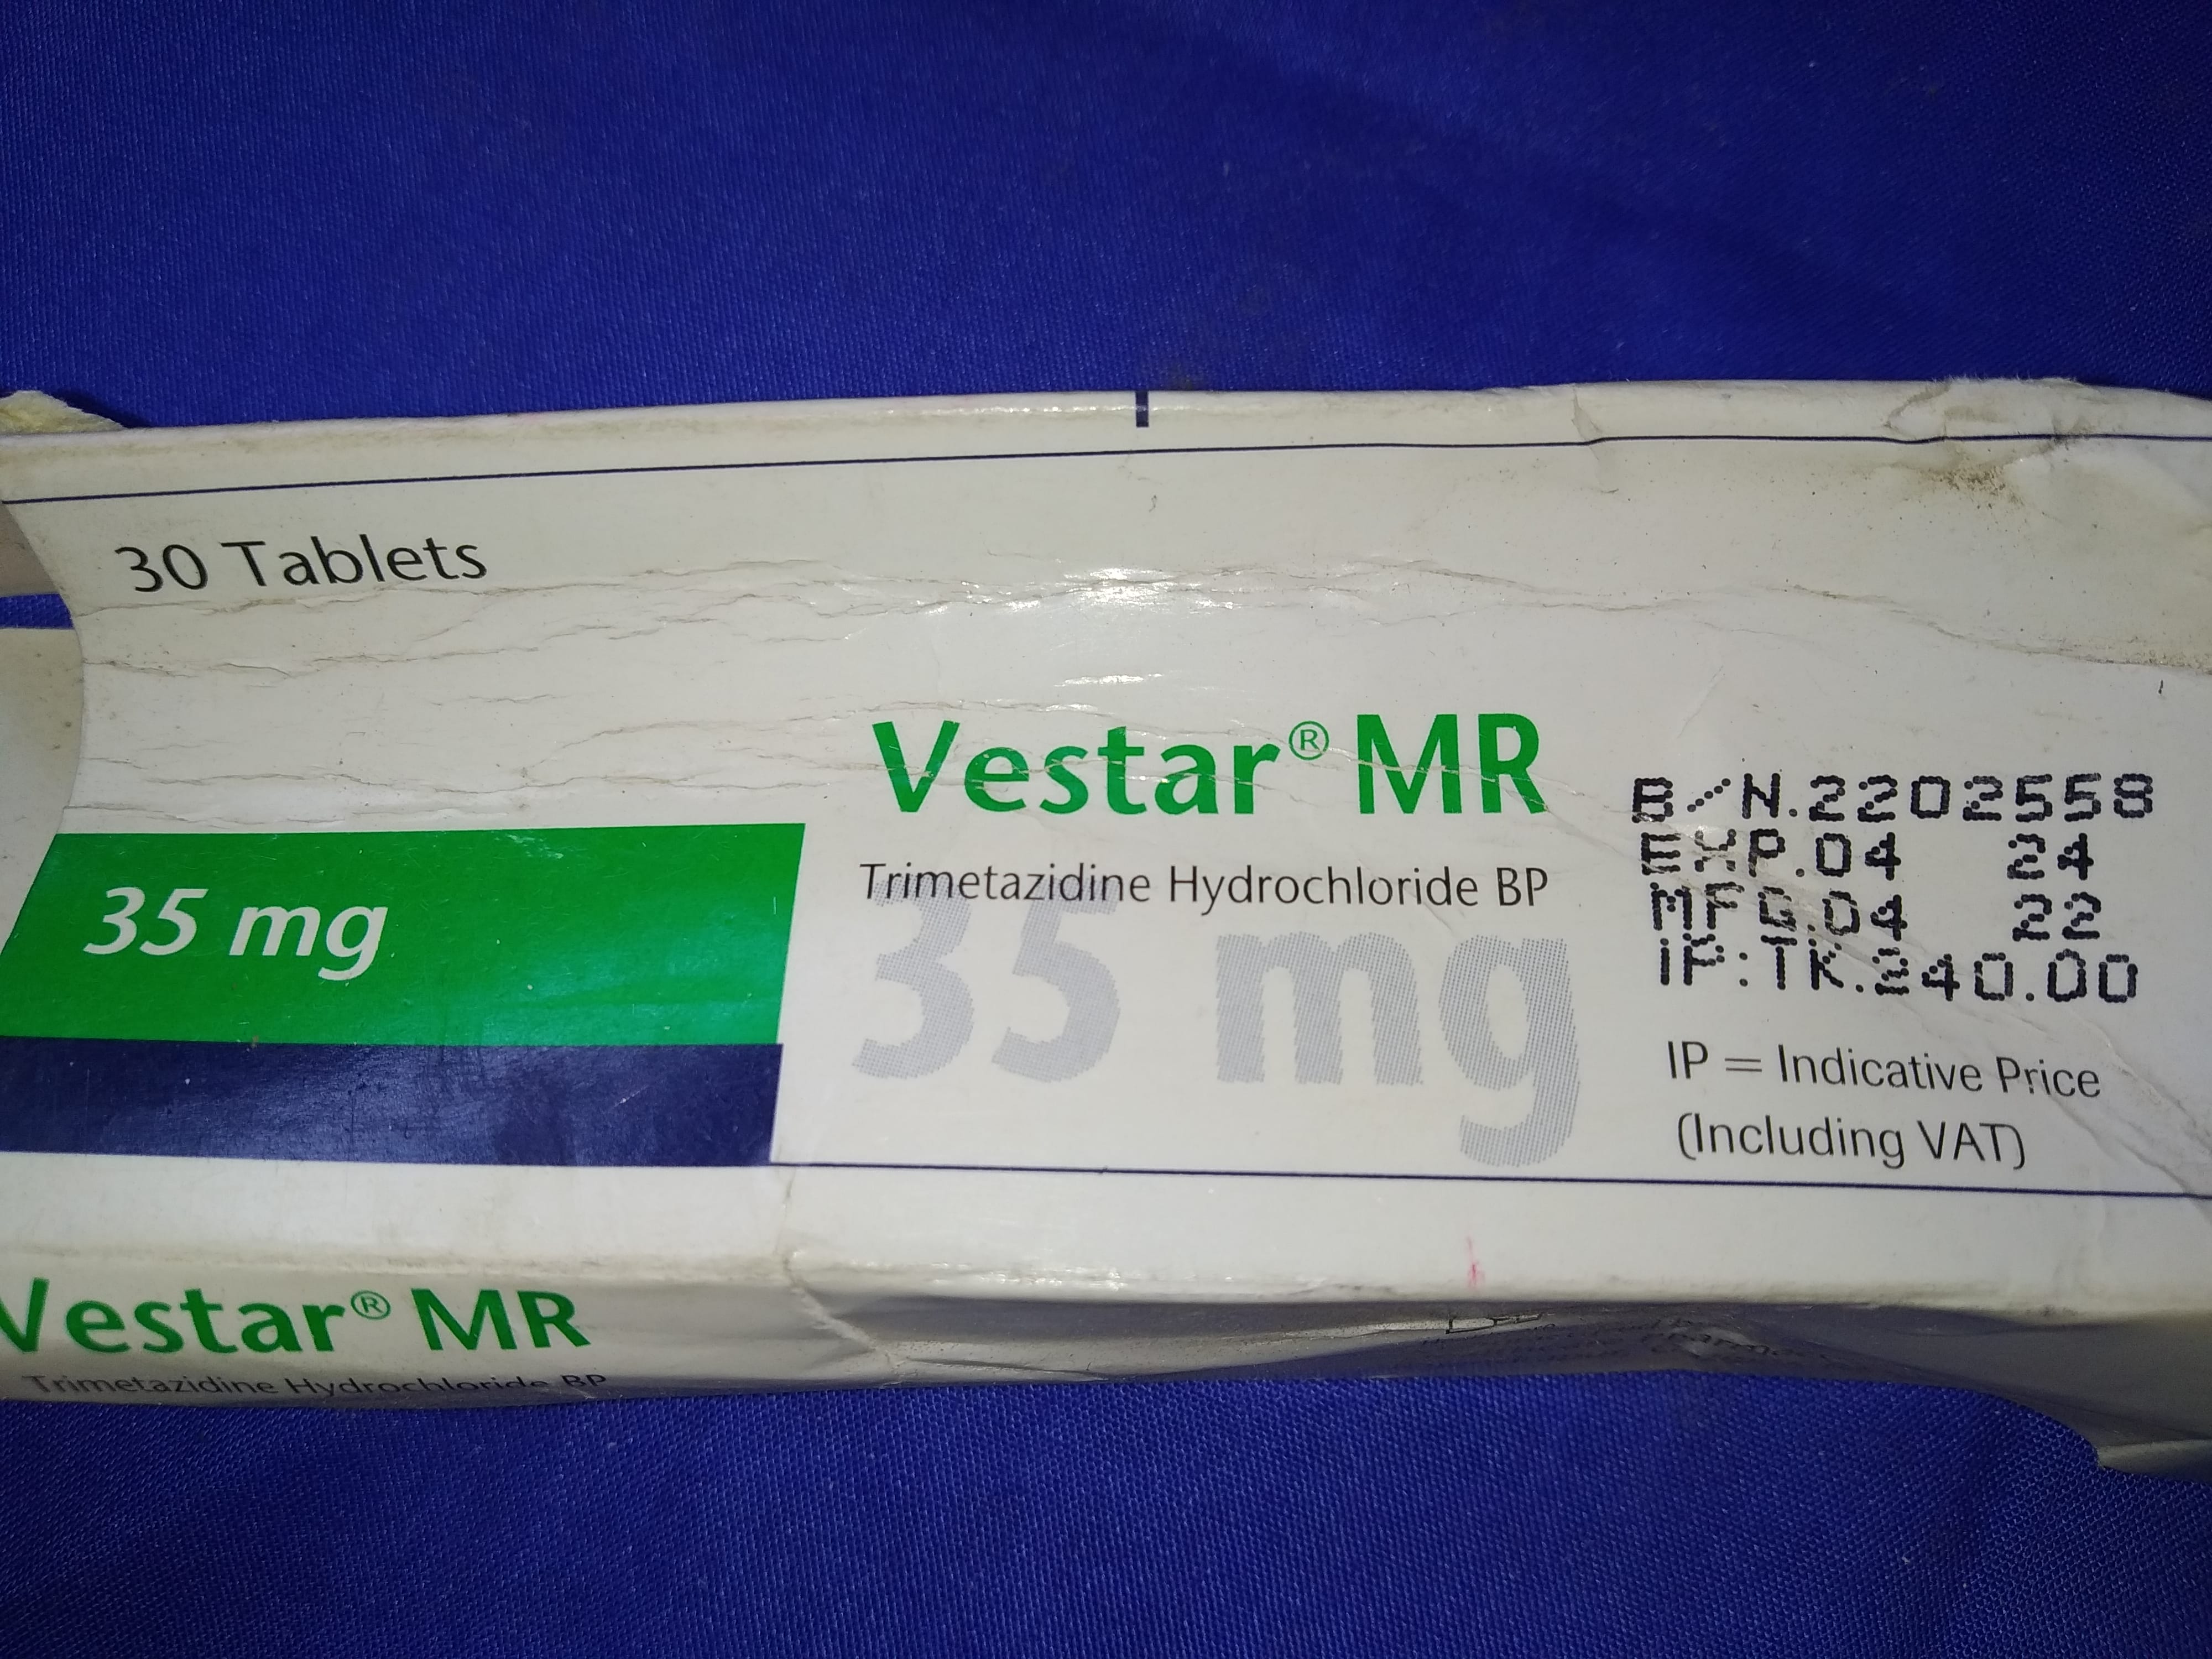 30 Tablets
Vestar® MR
Trimetazidine Hydrochloride BP
35 mg
35 mg
B/N.2202558
EXP.04 24
MFG.04 22
IP:TK.240.00
IP = Indicative Price
(Including VAT)
Vestar® MR
Trimetazidine Hydrochloride BP